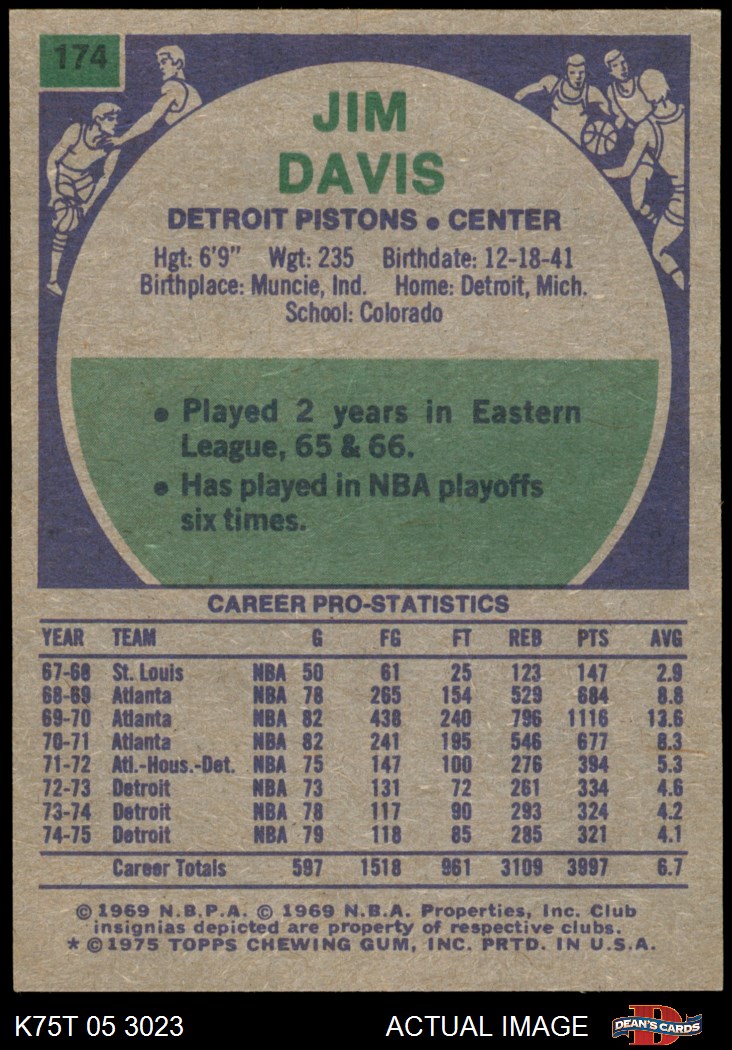 174
JIM
DAVIS
DETROIT PISTONS • CENTER
Hgt: 6'9" Wgt: 235 Birthdate: 12-18-41
Birthplace: Muncie, Ind. Home: Detroit, Mich.
School: Colorado
• Played 2 years in Eastern
League, 65 & 66.
• Has played in NBA playoffs
six times.
CAREER PRO-STATISTICS
YEAR TEAM G FG FT REB PTS AVG
67-68 St. Louis NBA 50 61 25 123 147 2.9
68-69 Atlanta NBA 78 265 154 529 684 8.8
69-70 Atlanta NBA 82 438 240 796 1116 13.6
70-71 Atlanta NBA 82 241 195 546 677 8.3
71-72 Atl.-Hous.-Det. NBA 75 147 100 276 394 5.3
72-73 Detroit NBA 73 131 72 261 334 4.6
73-74 Detroit NBA 78 117 90 293 324 4.2
74-75 Detroit NBA 79 118 85 285 321 4.1
Career Totals 597 1518 961 3109 3997 6.7
© 1969 N.B.P.A. © 1969 N.B.A. Properties, Inc. Club
insignias depicted are property of respective clubs.
* © 1975 TOPPS CHEWING GUM, INC. PRTD. IN U.S.A.
K75T 05 3023 ACTUAL IMAGE
D
DEAN'S CARDS